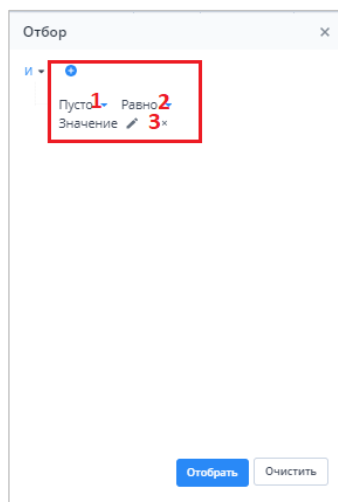 Отбор ×
И
Пусто 1 Равно 2
Значение 3 ×
Отобрать Очистить